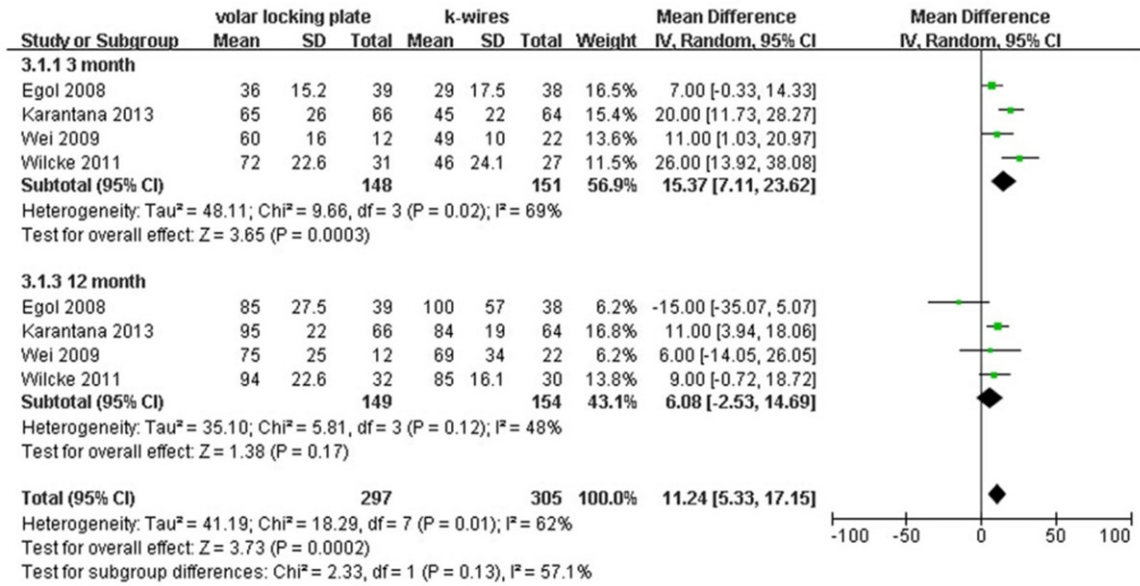 volar locking plate k-wires Mean Difference Mean Difference
Study or Subgroup Mean SD Total Mean SD Total Weight IV, Random, 95% CI IV, Random, 95% CI
3.1.1 3 month
Egol 2008 36 15.2 39 29 17.5 38 16.5% 7.00 [-0.33, 14.33]
Karantana 2013 65 26 66 45 22 64 15.4% 20.00 [11.73, 28.27]
Wei 2009 60 16 12 49 10 22 13.6% 11.00 [1.03, 20.97]
Wilcke 2011 72 22.6 31 46 24.1 27 11.5% 26.00 [13.92, 38.08]
Subtotal (95% CI) 148 151 56.9% 15.37 [7.11, 23.62]
Heterogeneity: Tau² = 48.11; Chi² = 9.66, df = 3 (P = 0.02); I² = 69%
Test for overall effect: Z = 3.65 (P = 0.0003)
3.1.3 12 month
Egol 2008 85 27.5 39 100 57 38 6.2% -15.00 [-35.07, 5.07]
Karantana 2013 95 22 66 84 19 64 16.8% 11.00 [3.94, 18.06]
Wei 2009 75 25 12 69 34 22 6.2% 6.00 [-14.05, 26.05]
Wilcke 2011 94 22.6 32 85 16.1 30 13.8% 9.00 [-0.72, 18.72]
Subtotal (95% CI) 149 154 43.1% 6.08 [-2.53, 14.69]
Heterogeneity: Tau² = 35.10; Chi² = 5.81, df = 3 (P = 0.12); I² = 48%
Test for overall effect: Z = 1.38 (P = 0.17)
Total (95% CI) 297 305 100.0% 11.24 [5.33, 17.15]
Heterogeneity: Tau² = 41.19; Chi² = 18.29, df = 7 (P = 0.01); I² = 62%
Test for overall effect: Z = 3.73 (P = 0.0002)
Test for subgroup differences: Chi² = 2.33, df = 1 (P = 0.13), I² = 57.1%
-100 -50 0 50 100